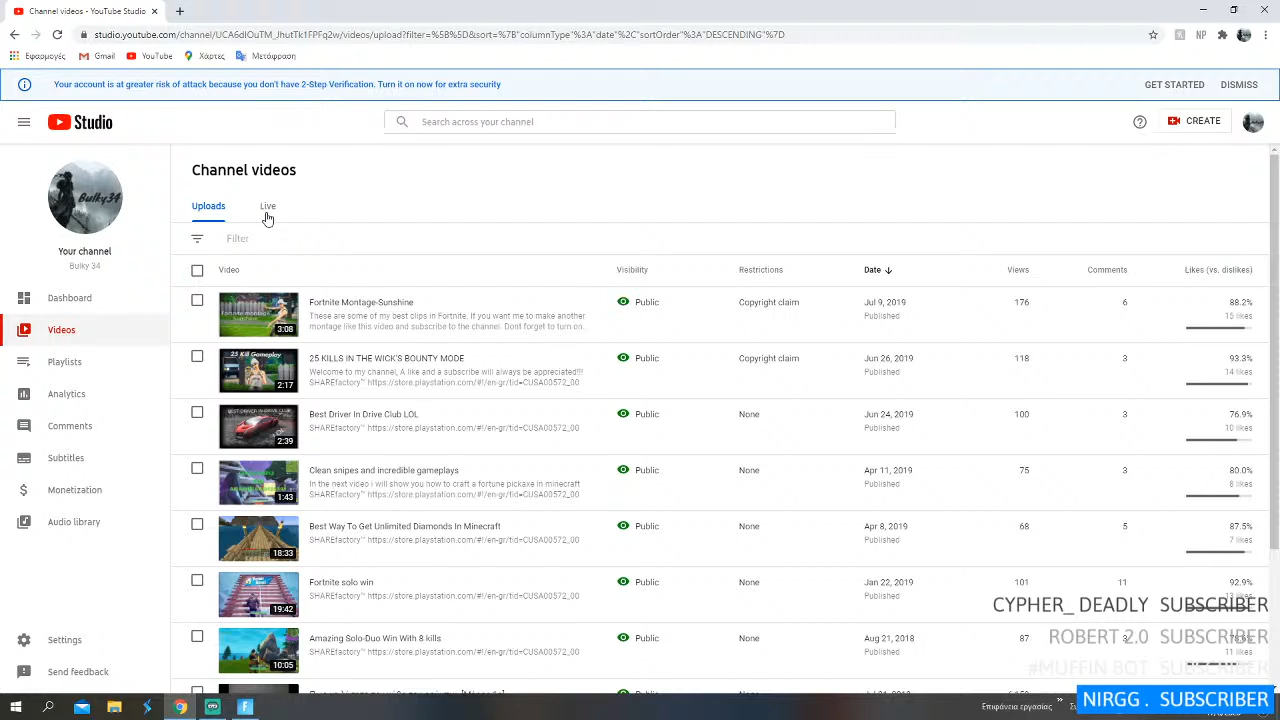 Channel videos - YouTube Studio
studio.youtube.com/channel/UCA6dIOuTM_JhutTk1FPFq2w/videos/upload?filter=%5B%5D&sort=%7B"columnType"%3A"date"%2C"sortOrder"%3A"DESCENDING"%7D
NP
Εφαρμογές Gmail YouTube Χάρτες Μετάφραση
Your account is at greater risk of attack because you don't have 2-Step Verification. Turn it on now for extra security GET STARTED DISMISS
Studio Search across your channel CREATE
Channel videos
Bulky34
Uploads Live
Your channel
Bulky 34
Filter
Video Visibility Restrictions Date Views Comments Likes (vs. dislikes)
Dashboard
Videos
Playlists
Analytics
Comments
Subtitles
Monetization
Audio library
Settings
Send feedback
Fortnite Montage-Sunshine Public Copyright claim Jul 9, 2019 176 6 88.2%
These are some of my best clips in Fortnite. If you want me to make another Published 15 likes
montage like this video and subscribe to the channel. Dont forget to turn on...
3:08
25 KILLS IN THE WICK'S BOUNTY MODE Public Copyright claim Jun 26, 2019 118 3 93.3%
Welcome to my channel, A like and a subscribe will always be appreciated!!! Published 14 likes
SHAREfactory™ https://store.playstation.com/#!/en-gr/tid=CUSA00572_00
25 Kill Gameplay
2:17
Best Driver In Drive Club LOL Public None Jun 24, 2019 100 3 76.9%
SHAREfactory™ https://store.playstation.com/#!/en-gr/tid=CUSA00572_00 Published 10 likes
BEST DRIVER IN DRIVE CLUB
2:39
Clean snipes and incredible gameplays Public None Apr 11, 2019 75 3 80.0%
In the next video i will show you how to craft a fortune pickaxe in minecraft Published 8 likes
SHAREfactory™ https://store.playstation.com/#!/en-gr/tid=CUSA00572_00
1:43
Best Way To Get Unlimited Diamonds In Minecraft Public None Apr 8, 2019 68 5 87.5%
SHAREfactory™ https://store.playstation.com/#!/en-gr/tid=CUSA00572_00 Published 7 likes
18:33
Fortnite solo win Public None Jan 22, 2019 101 92.9%
SHAREfactory™ https://store.playstation.com/#!/en-gr/tid=CUSA00572_00 Published
19:42
Amazing Solo-Duo Win With 8 kills Public None Aug 21, 2018 87
SHAREfactory™ https://store.playstation.com/#!/en-gr/tid=CUSA00572_00 Published 11 likes
10:05
CYPHER_ DEADLY SUBSCRIBER
ROBERT 2.0 SUBSCRIBER
#MUFFIN BOT SUBSCRIBER
NIRGG . SUBSCRIBER
Επιφάνεια εργασίας